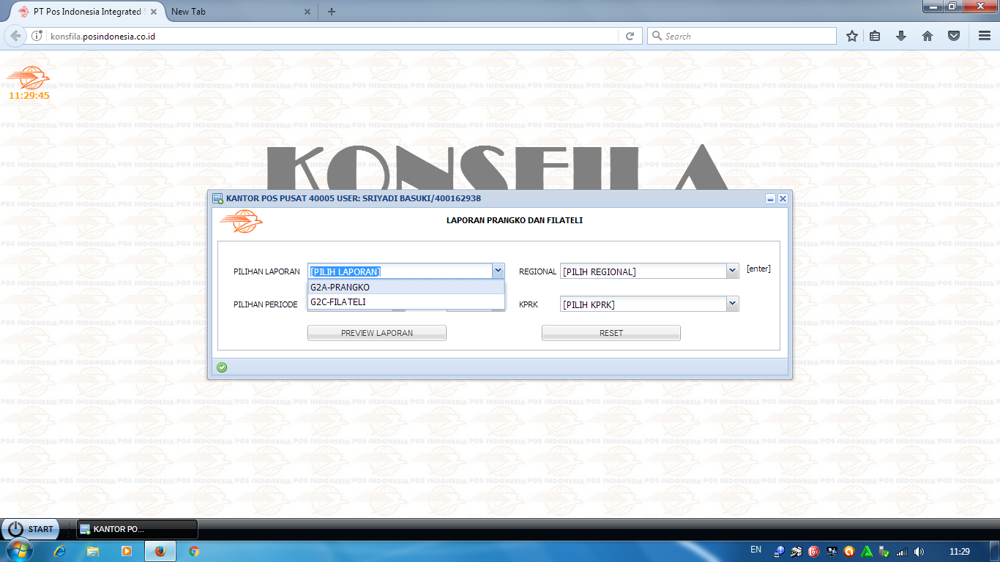 PT Pos Indonesia Integrated S
New Tab
konsfila.posindonesia.co.id
Search
11:29:45
KONSFILA
KANTOR POS PUSAT 40005 USER: SRIYADI BASUKI/400162938
LAPORAN PRANGKO DAN FILATELI
PILIHAN LAPORAN
[PILIH LAPORAN]
REGIONAL
[PILIH REGIONAL]
[enter]
G2A-PRANGKO
G2C-FILATELI
PILIHAN PERIODE
KPRK
[PILIH KPRK]
PREVIEW LAPORAN
RESET
START
KANTOR PO...
EN
11:29